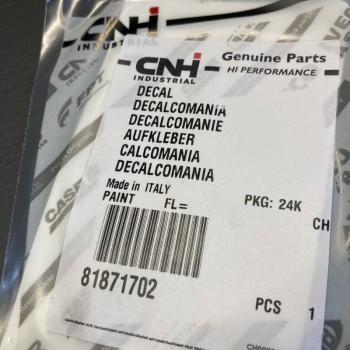 CNH
INDUSTRIAL
CNH
INDUSTRIAL
Genuine Parts
HI PERFORMANCE
DECAL
DECALCOMANIA
DECALCOMANIE
AUFKLEBER
CALCOMANIA
DECALCOMANIA
Made in ITALY
PAINT FL=
PKG: 24K
CH
81871702
PCS 1